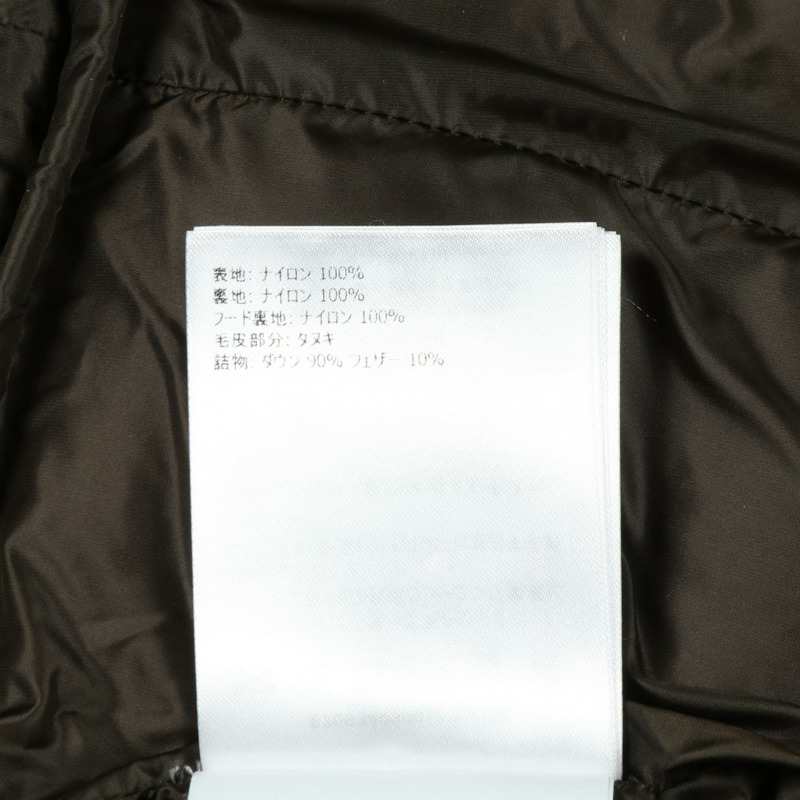 表地: ナイロン 100%
裏地: ナイロン 100%
フード裏地: ナイロン 100%
毛皮部分: タヌキ
詰物: ダウン 90% フェザー 10%